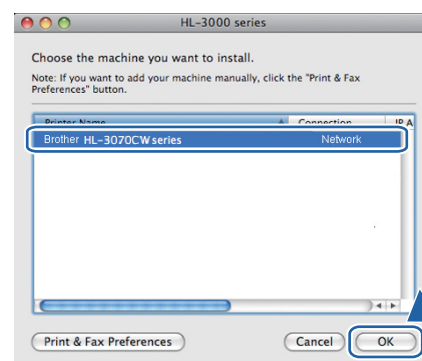 HL-3000 series
Choose the machine you want to install.
Note: If you want to add your machine manually, click the "Print & Fax
Preferences" button.
Printer Name Connection IP A
Brother HL-3070CW series Network
Print & Fax Preferences Cancel OK